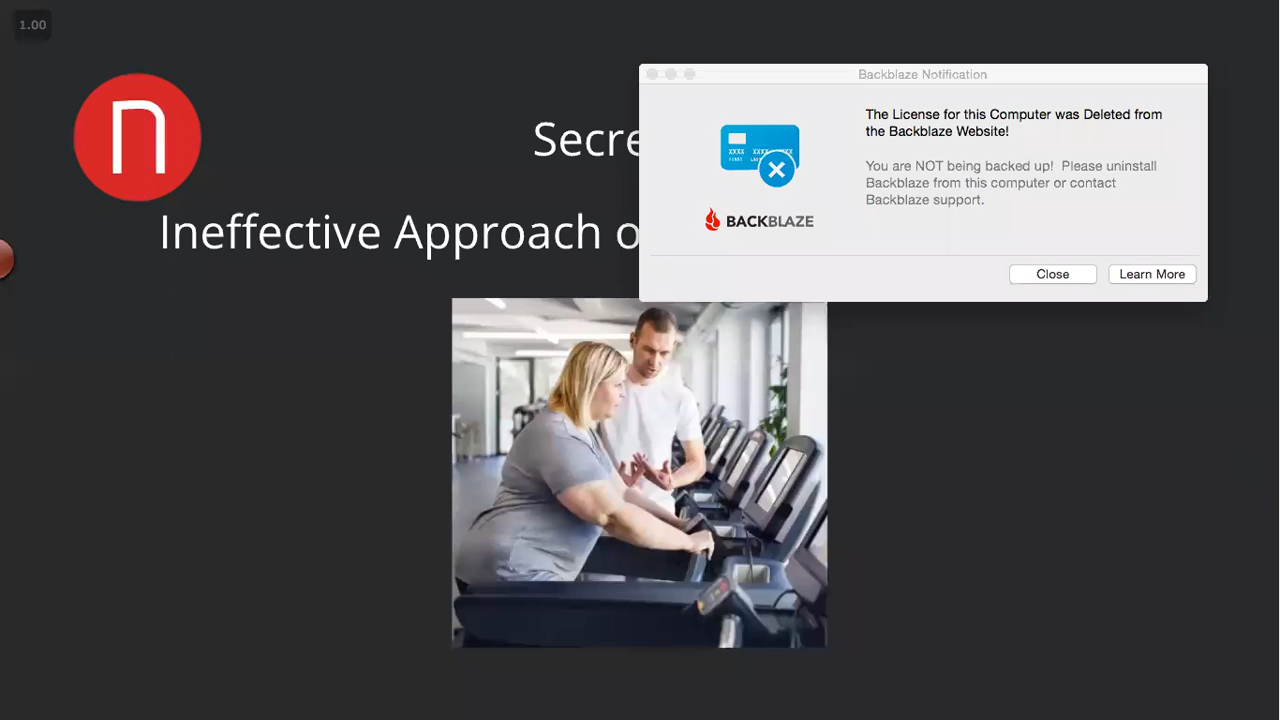 1.00
Backblaze Notification
The License for this Computer was Deleted from
the Backblaze Website!
You are NOT being backed up! Please uninstall
Backblaze from this computer or contact
Backblaze support.
BACKBLAZE
Close
Learn More
n
Secre
Ineffective Approach o